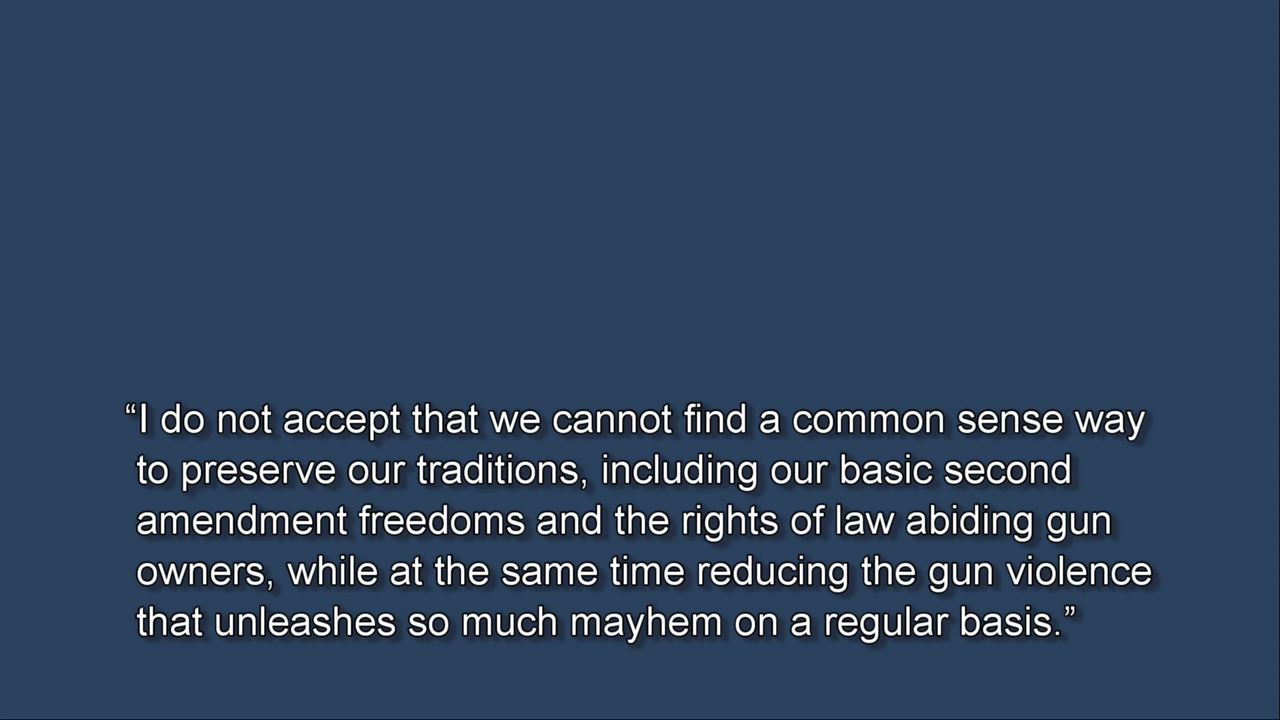 “I do not accept that we cannot find a common sense way
to preserve our traditions, including our basic second
amendment freedoms and the rights of law abiding gun
owners, while at the same time reducing the gun violence
that unleashes so much mayhem on a regular basis.”